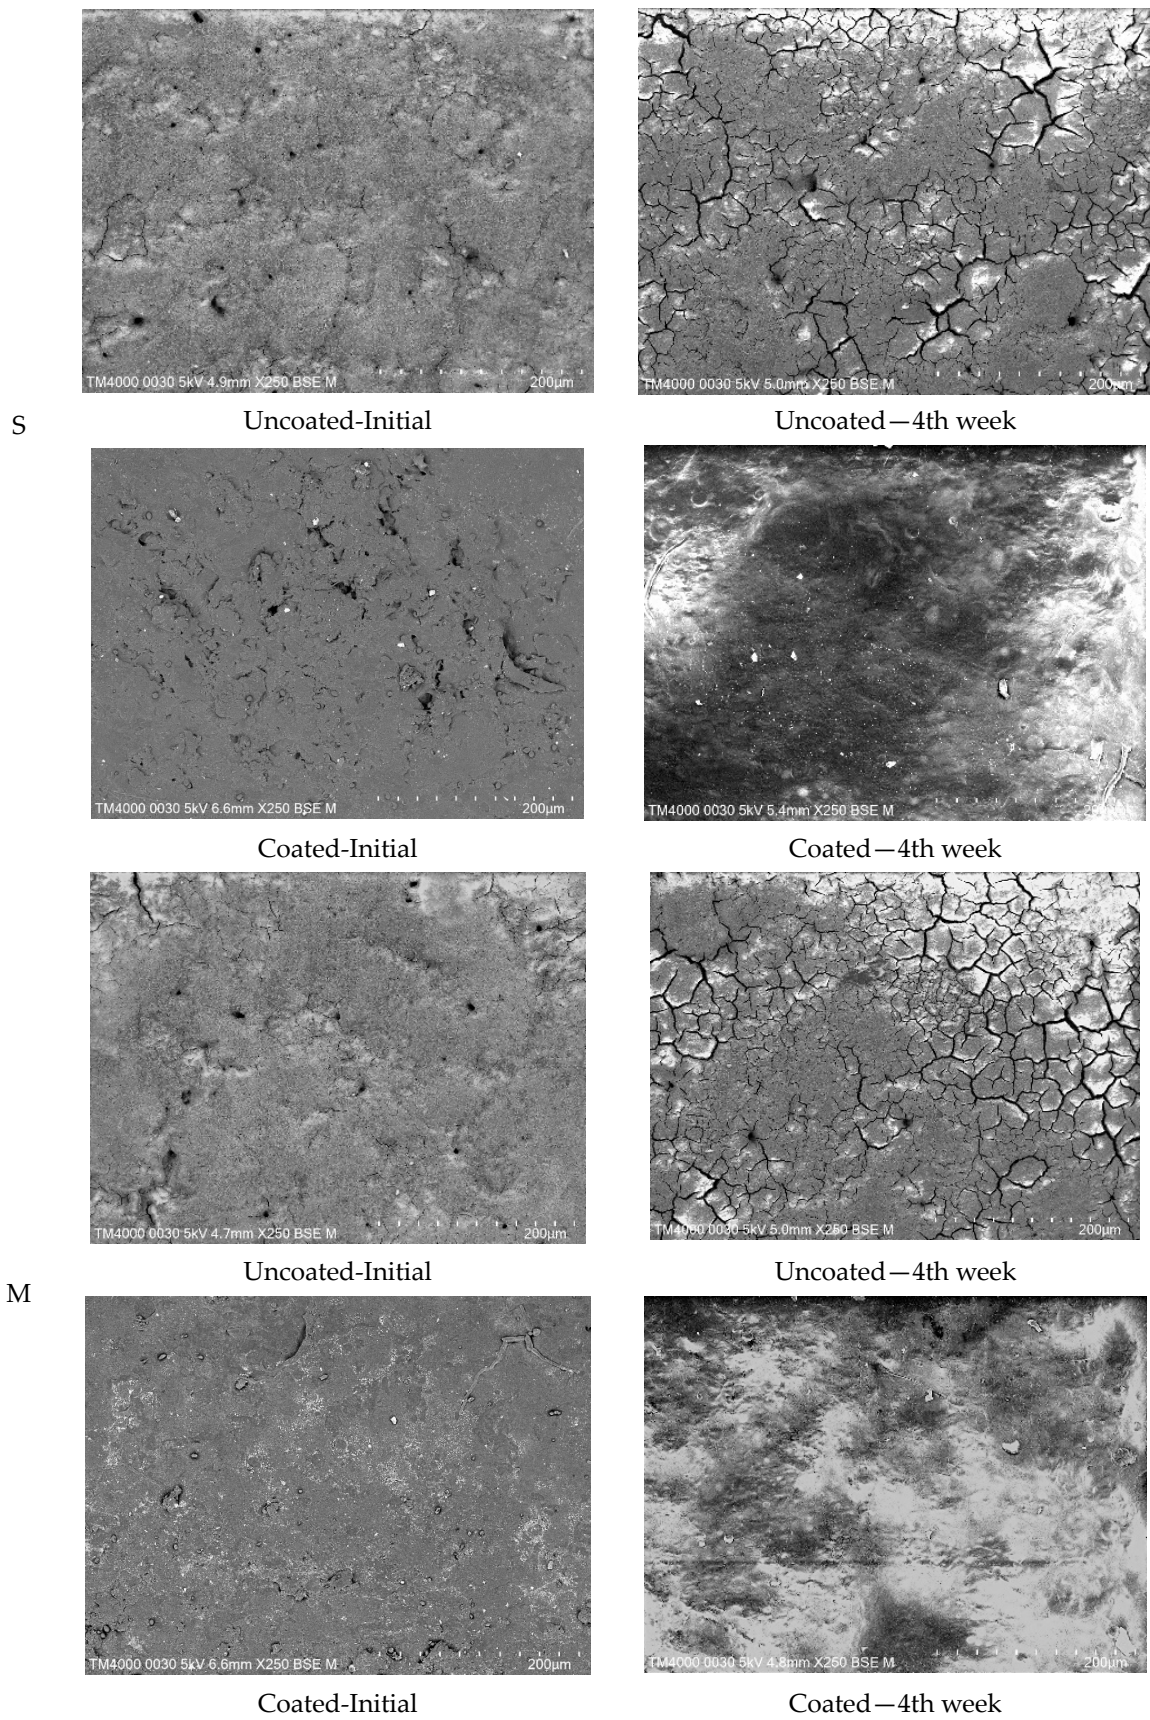 TM4000 0030 5kV 4.9mm X250 BSE M 200µm
TM4000 0030 5kV 5.0mm X250 BSE M 200µm
Uncoated-Initial
Uncoated—4th week
S
TM4000 0030 5kV 6.6mm X250 BSE M 200µm
TM4000 0030 5kV 5.4mm X250 BSE M
Coated-Initial
Coated—4th week
TM4000 0030 5kV 4.7mm X250 BSE M 200µm
TM4000 0030 5kV 5.0mm X250 BSE M 200µm
Uncoated-Initial
Uncoated—4th week
M
TM4000 0030 5kV 6.6mm X250 BSE M 200µm
TM4000 0030 5kV 4.8mm X250 BSE M 200µm
Coated-Initial
Coated—4th week